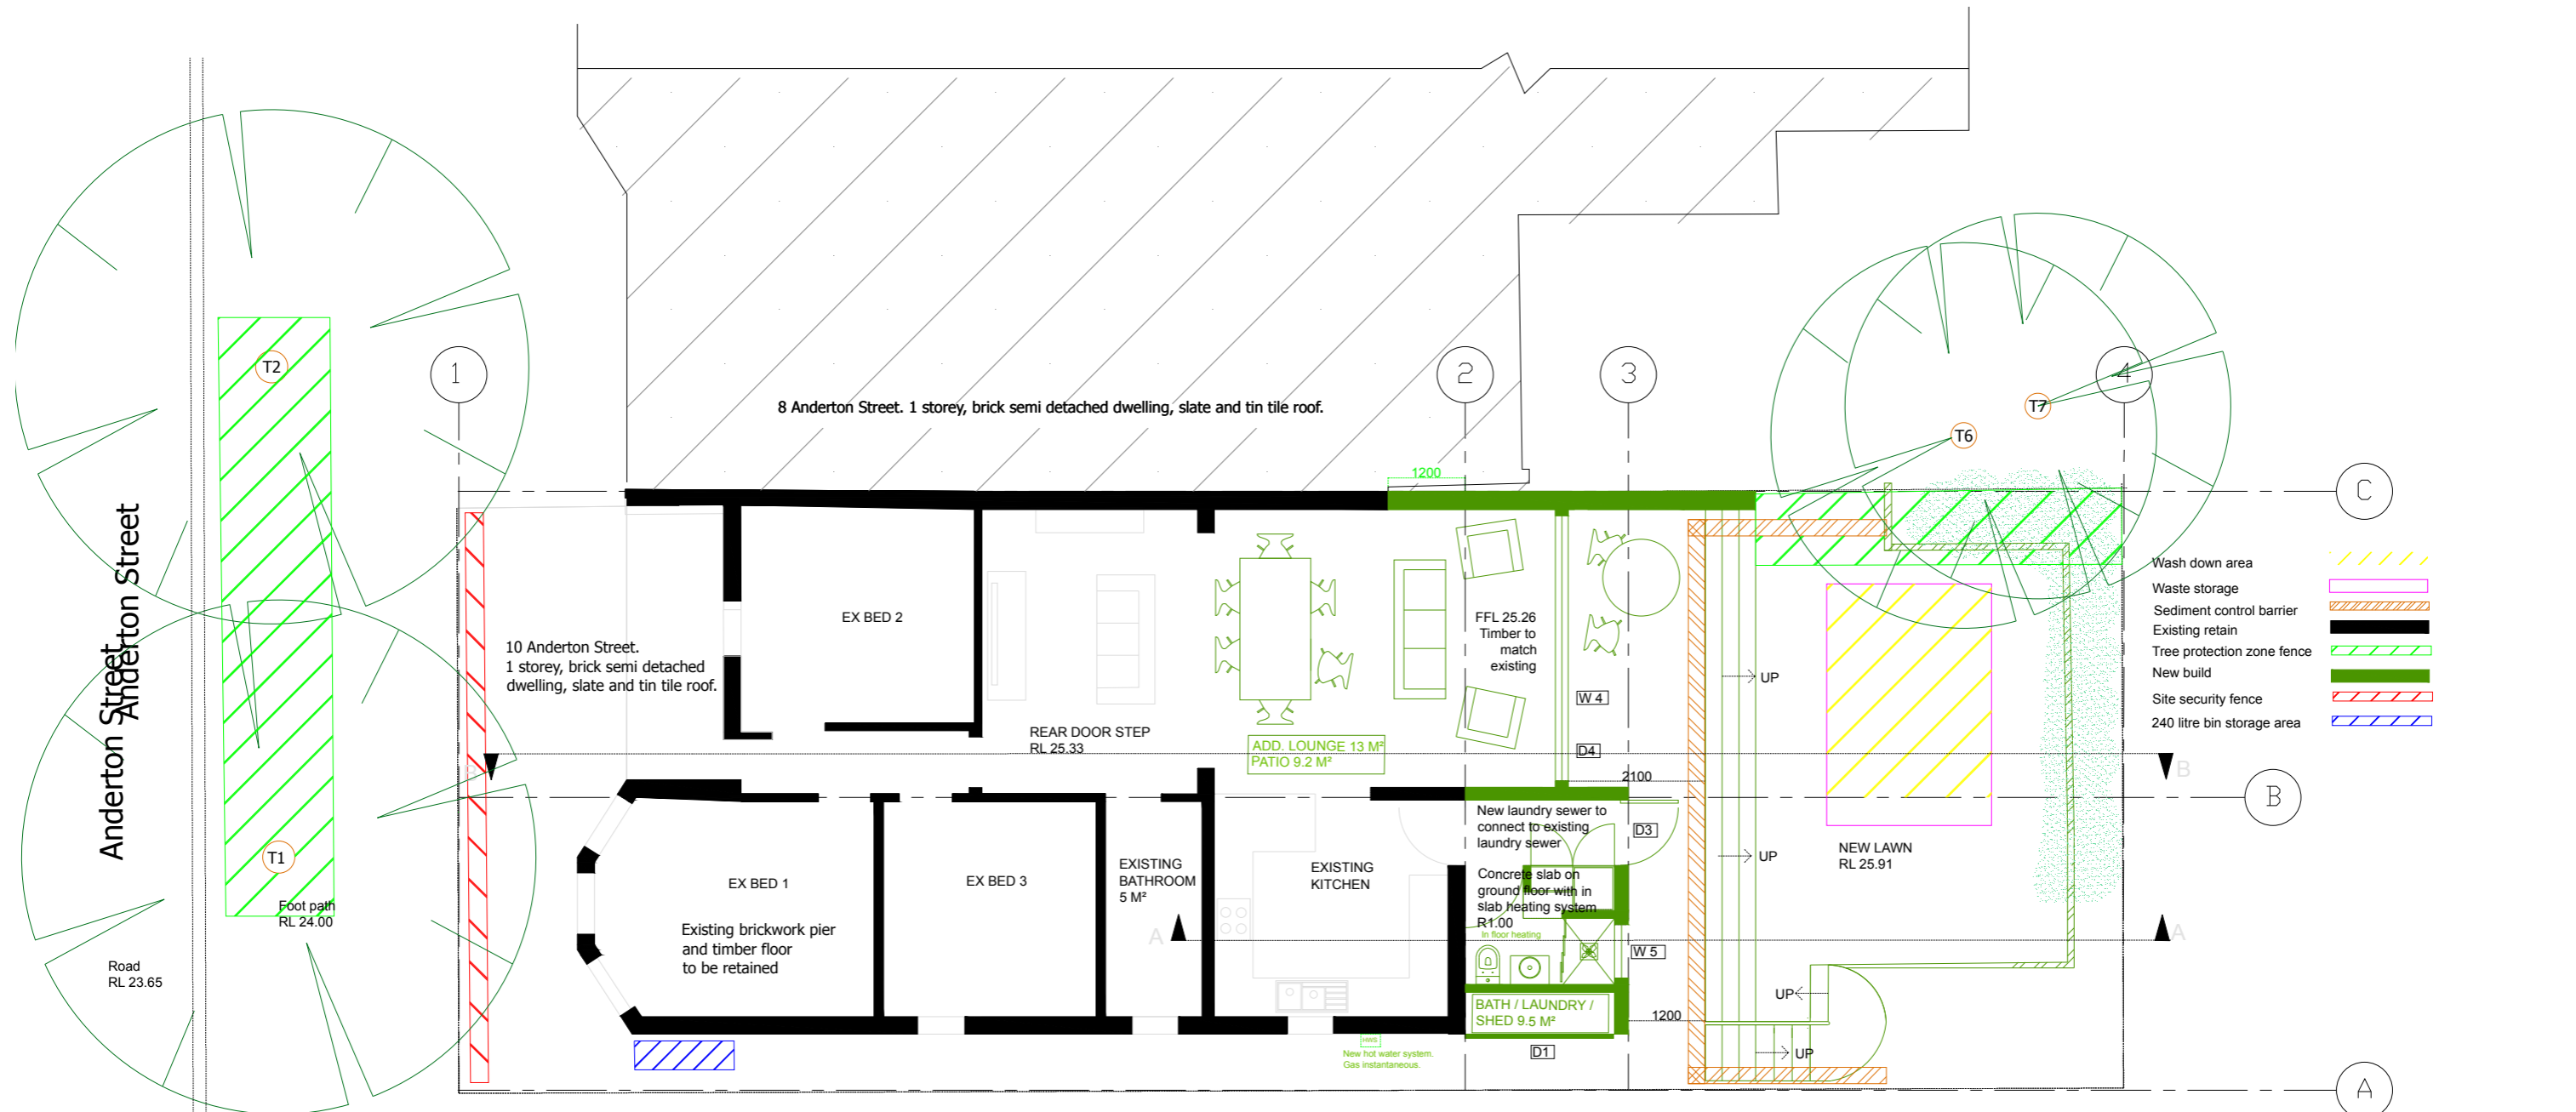 1
2
3
4
T2
T7
T6
8 Anderton Street. 1 storey, brick semi detached dwelling, slate and tin tile roof.
1200
C
Anderton Street
Anderton Street
10 Anderton Street.
1 storey, brick semi detached
dwelling, slate and tin tile roof.
EX BED 2
FFL 25.26
Timber to
match
existing
Wash down area
Waste storage
Sediment control barrier
Existing retain
Tree protection zone fence
New build
Site security fence
240 litre bin storage area
W 4
UP
REAR DOOR STEP
RL 25.33
ADD. LOUNGE 13 M²
PATIO 9.2 M²
D4
2100
B
B
B
New laundry sewer to
connect to existing
laundry sewer
D3
T1
EX BED 1
EX BED 3
EXISTING
BATHROOM
5 M²
EXISTING
KITCHEN
Concrete slab on
ground floor with in
slab heating system
R1.00
In floor heating
UP
NEW LAWN
RL 25.91
Foot path
RL 24.00
Existing brickwork pier
and timber floor
to be retained
A
A
W 5
Road
RL 23.65
UP
BATH / LAUNDRY /
SHED 9.5 M²
1200
HWS
New hot water system.
Gas instantaneous.
D1
UP
A